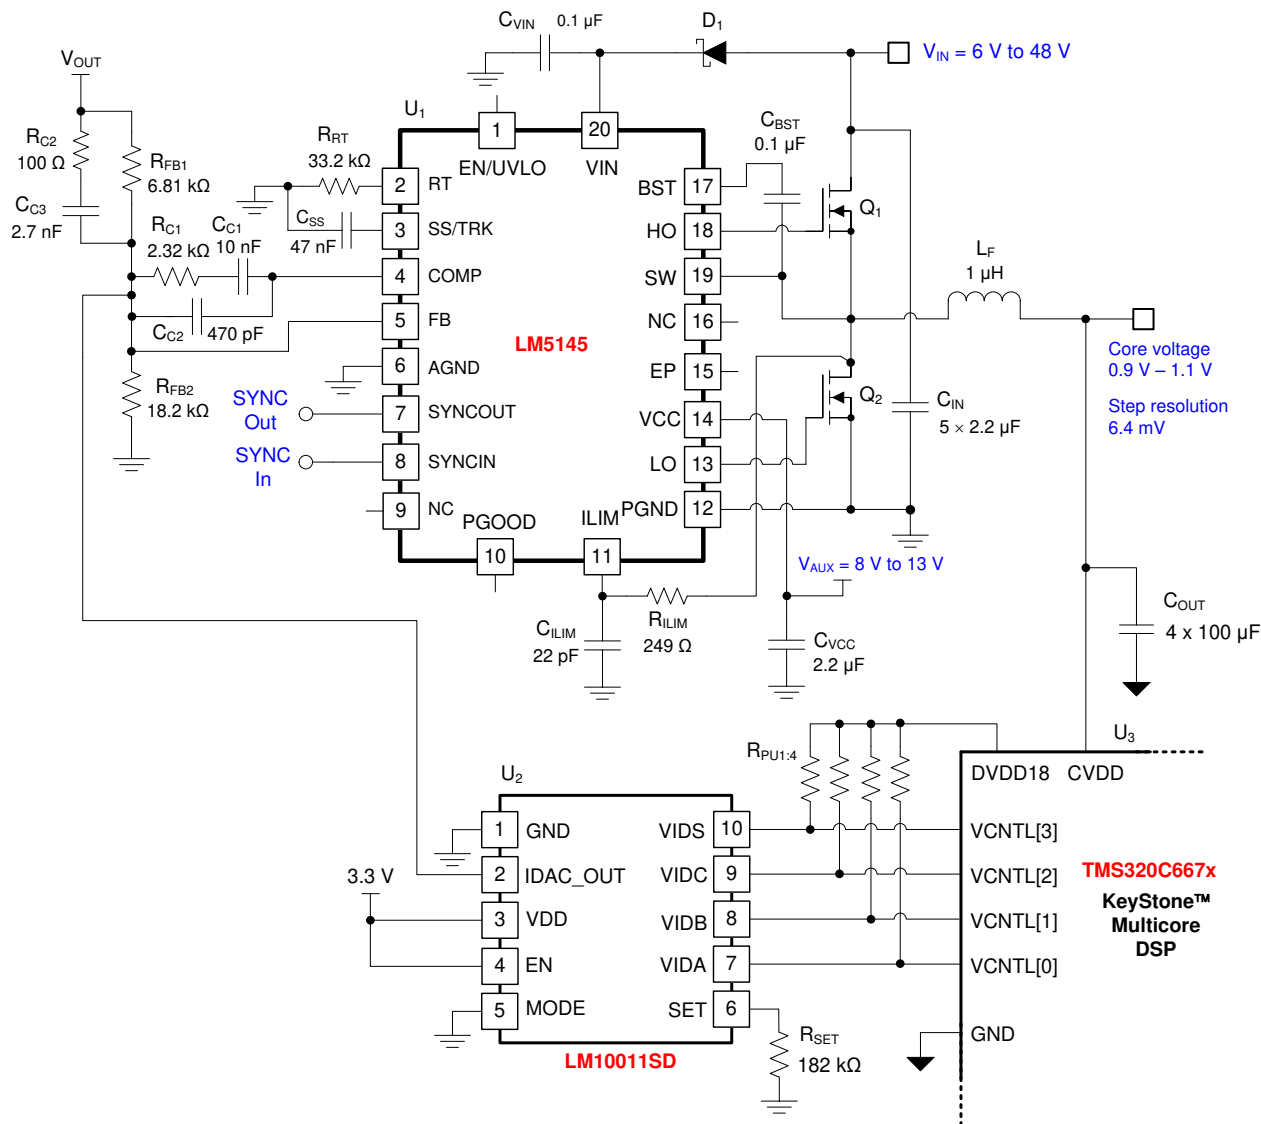 CVIN
0.1 µF
D1
VIN = 6 V to 48 V
VOUT
U1
1
20
EN/UVLO
VIN
CBST
0.1 µF
RC2
100 Ω
RFB1
6.81 kΩ
RRT
33.2 kΩ
2
RT
BST
17
Q1
CC3
2.7 nF
RC1
2.32 kΩ
CC1
10 nF
CSS
47 nF
3
SS/TRK
HO
18
4
COMP
SW
19
LF
1 µH
CC2
470 pF
5
FB
LM5145
NC
16
6
AGND
EP
15
Core voltage
0.9 V – 1.1 V
Step resolution
6.4 mV
RFB2
18.2 kΩ
SYNC
Out
7
SYNCOUT
VCC
14
Q2
CIN
5 × 2.2 µF
SYNC
In
8
SYNCIN
LO
13
9
NC
PGOOD
ILIM
PGND
12
10
11
VAUX = 8 V to 13 V
CILIM
22 pF
RILIM
249 Ω
CVCC
2.2 µF
COUT
4 x 100 µF
RPU1:4
U3
DVDD18
CVDD
U2
1
GND
VIDS
10
VCNTL[3]
3.3 V
2
IDAC_OUT
VIDC
9
VCNTL[2]
TMS320C667x
KeyStone™
Multicore
DSP
3
VDD
VIDB
8
VCNTL[1]
4
EN
VIDA
7
VCNTL[0]
5
MODE
SET
6
GND
LM10011SD
RSET
182 kΩ